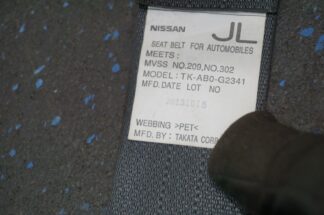 NISSAN JL
SEAT BELT FOR AUTOMOBILES
MEETS:
MVSS NO.209,NO.302
MODEL:TK-AB0-G2341
MFD.DATE LOT NO
WEBBING >PET<
MFD.BY:TAKATA CORP